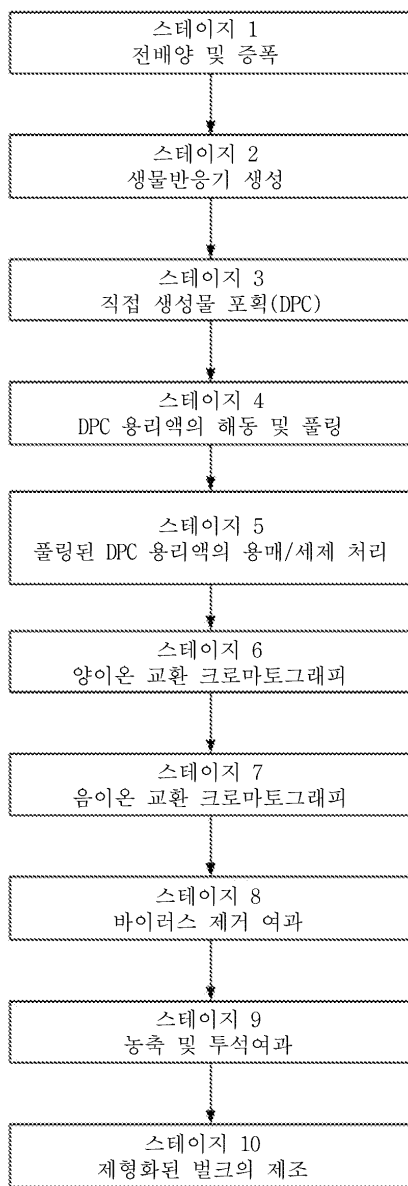 스테이지 1
전배양 및 증폭
스테이지 2
생물반응기 생성
스테이지 3
직접 생성물 포획(DPC)
스테이지 4
DPC 용리액의 해동 및 풀링
스테이지 5
풀링된 DPC 용리액의 용매/세제 처리
스테이지 6
양이온 교환 크로마토그래피
스테이지 7
음이온 교환 크로마토그래피
스테이지 8
바이러스 제거 여과
스테이지 9
농축 및 투석여과
스테이지 10
제형화된 벌크의 제조